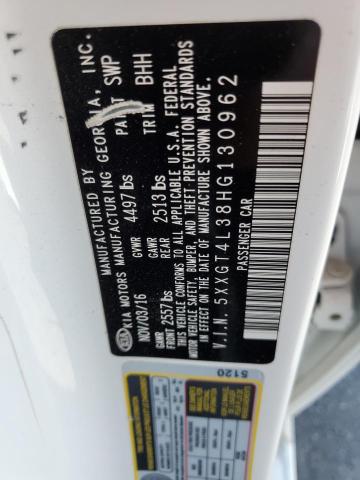 MANUFACTURED BY
KIA MOTORS MANUFACTURING GEORGIA, INC.
NOV/03/16 GVWR 4497 lbs PAINT SWP
GAWR FRONT 2557 lbs GAWR REAR 2513 lbs TRIM BHH
THIS VEHICLE CONFORMS TO ALL APPLICABLE U.S.A. FEDERAL
MOTOR VEHICLE SAFETY, BUMPER, AND THEFT PREVENTION STANDARDS
IN EFFECT ON THE DATE OF MANUFACTURE SHOWN ABOVE.
V.I.N. 5XXGT4L38HG130962
PASSENGER CAR
5120